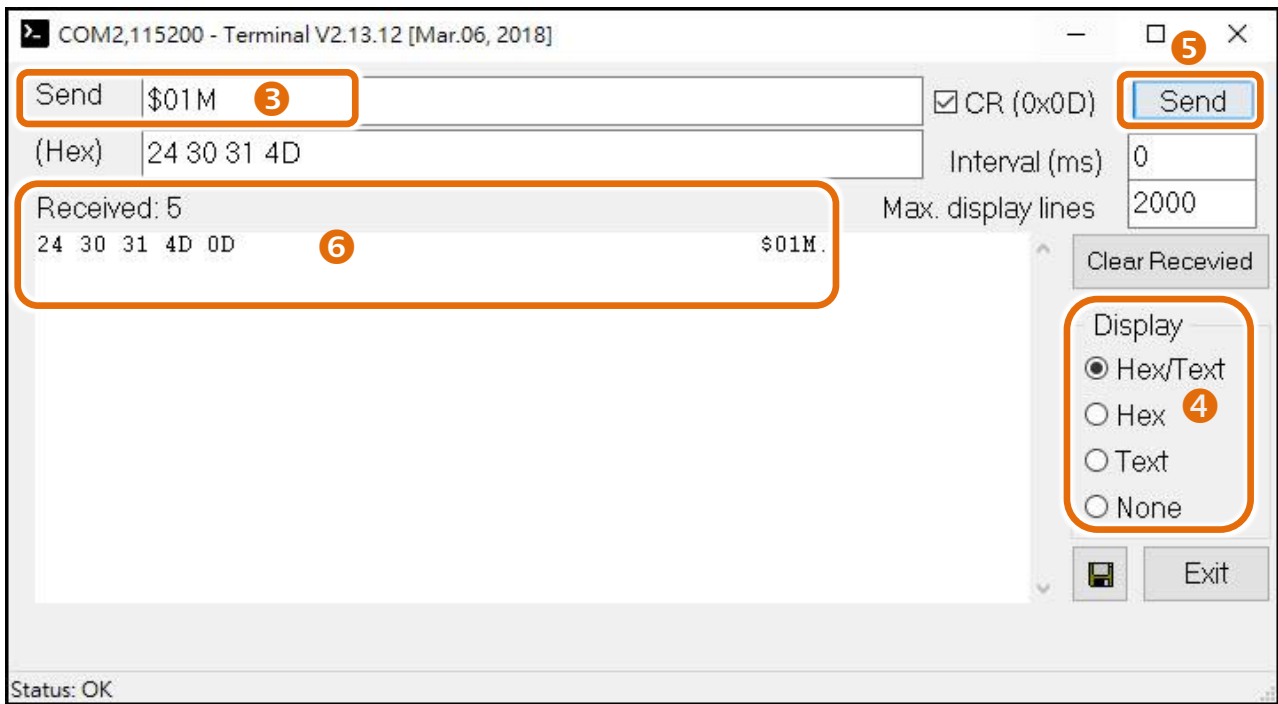 COM2,115200 - Terminal V2.13.12 [Mar.06, 2018]
5
Send $01M 3 CR (0x0D) Send
(Hex) 24 30 31 4D Interval (ms) 0
Received: 5 Max. display lines 2000
24 30 31 4D 0D 6 $01M.
Clear Recevied
Display
Hex/Text
Hex 4
Text
None
Exit
Status: OK